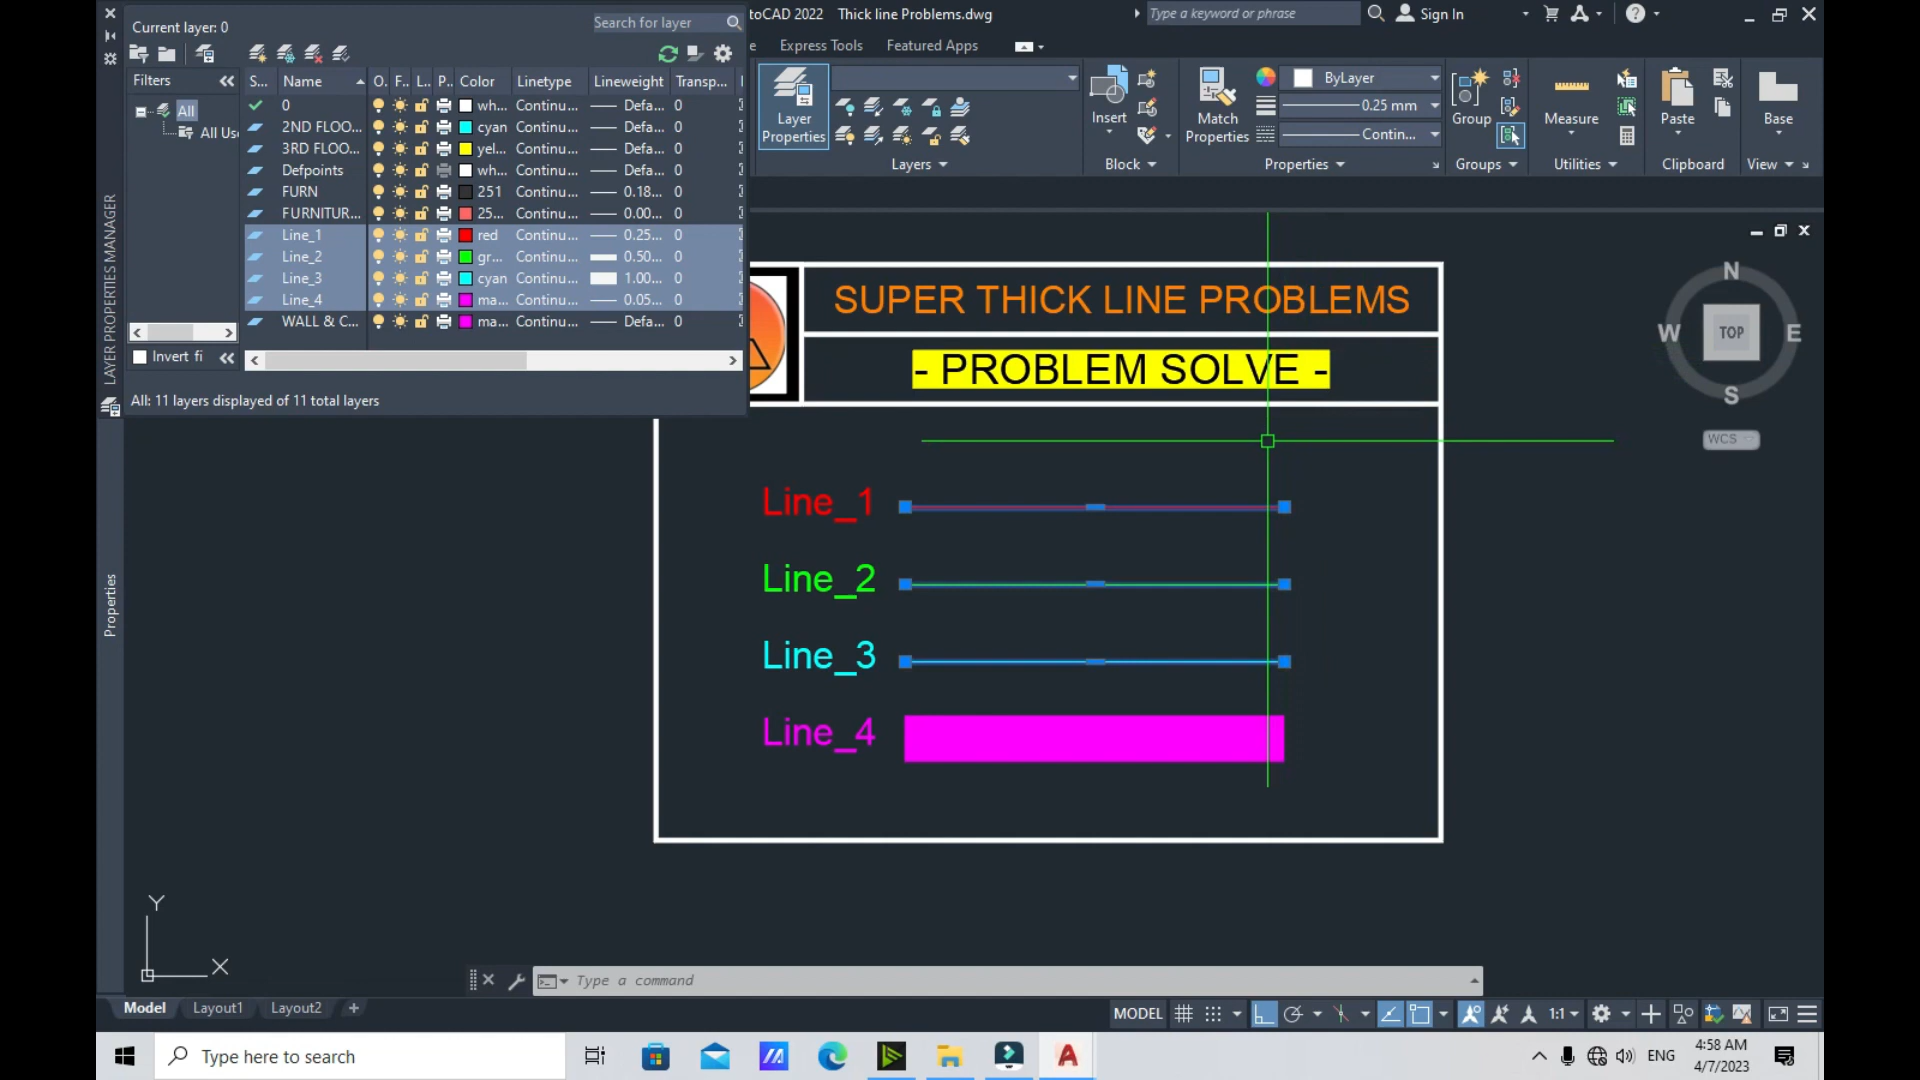 Current layer: 0
Search for layer
toCAD 2022 Thick line Problems.dwg
Type a keyword or phrase
Sign In
e Express Tools Featured Apps
Filters
S... Name O. F.. L.. P.. Color Linetype Lineweight Transp...
All
All Use
0 wh... Continu... Defa... 0
2ND FLOO... cyan Continu... Defa... 0
3RD FLOO... yel... Continu... Defa... 0
Defpoints wh... Continu... Defa... 0
FURN 251 Continu... 0.18... 0
FURNITUR... 25... Continu... 0.00... 0
Line_1 red Continu... 0.25... 0
Line_2 gr... Continu... 0.50... 0
Line_3 cyan Continu... 1.00... 0
Line_4 ma... Continu... 0.05... 0
WALL & C... ma... Continu... Defa... 0
Invert fi
All: 11 layers displayed of 11 total layers
LAYER PROPERTIES MANAGER
Properties
Layer Properties
Layers
Insert
Block
Match Properties
ByLayer
0.25 mm
Contin...
Properties
Group
Groups
Measure
Utilities
Paste
Clipboard
Base
View
SUPER THICK LINE PROBLEMS
- PROBLEM SOLVE -
N
W TOP E
S
WCS
Line_1
Line_2
Line_3
Line_4
Y
X
Type a command
Model Layout1 Layout2 +
MODEL 1:1
Type here to search
ENG
4:58 AM
4/7/2023